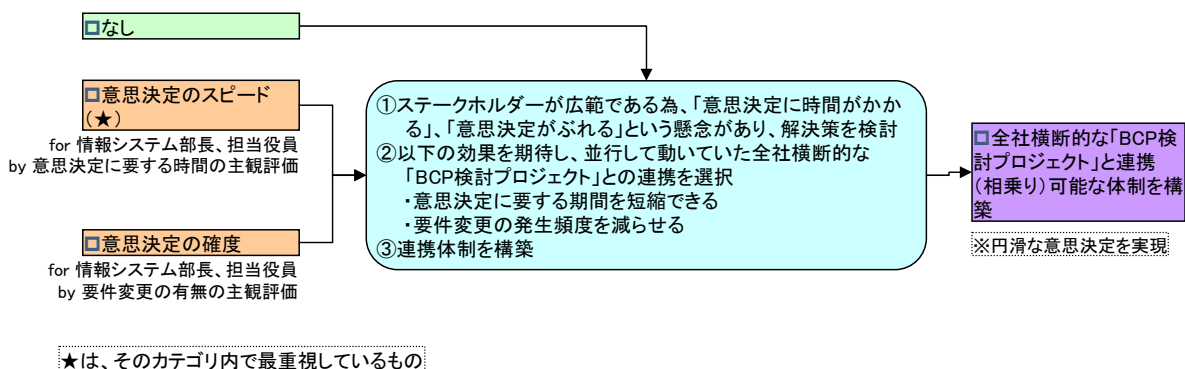 □なし
□意思決定のスピード
(★)
for 情報システム部長、担当役員
by 意思決定に要する時間の主観評価
□意思決定の確度
for 情報システム部長、担当役員
by 要件変更の有無の主観評価
①ステークホルダーが広範である為、「意思決定に時間がかか
る」、「意思決定がぶれる」という懸念があり、解決策を検討
②以下の効果を期待し、並行して動いていた全社横断的な
「BCP検討プロジェクト」との連携を選択
・意思決定に要する期間を短縮できる
・要件変更の発生頻度を減らせる
③連携体制を構築
□全社横断的な「BCP検
討プロジェクト」と連携
(相乗り)可能な体制を構
築
※円滑な意思決定を実現
★は、そのカテゴリ内で最重視しているもの